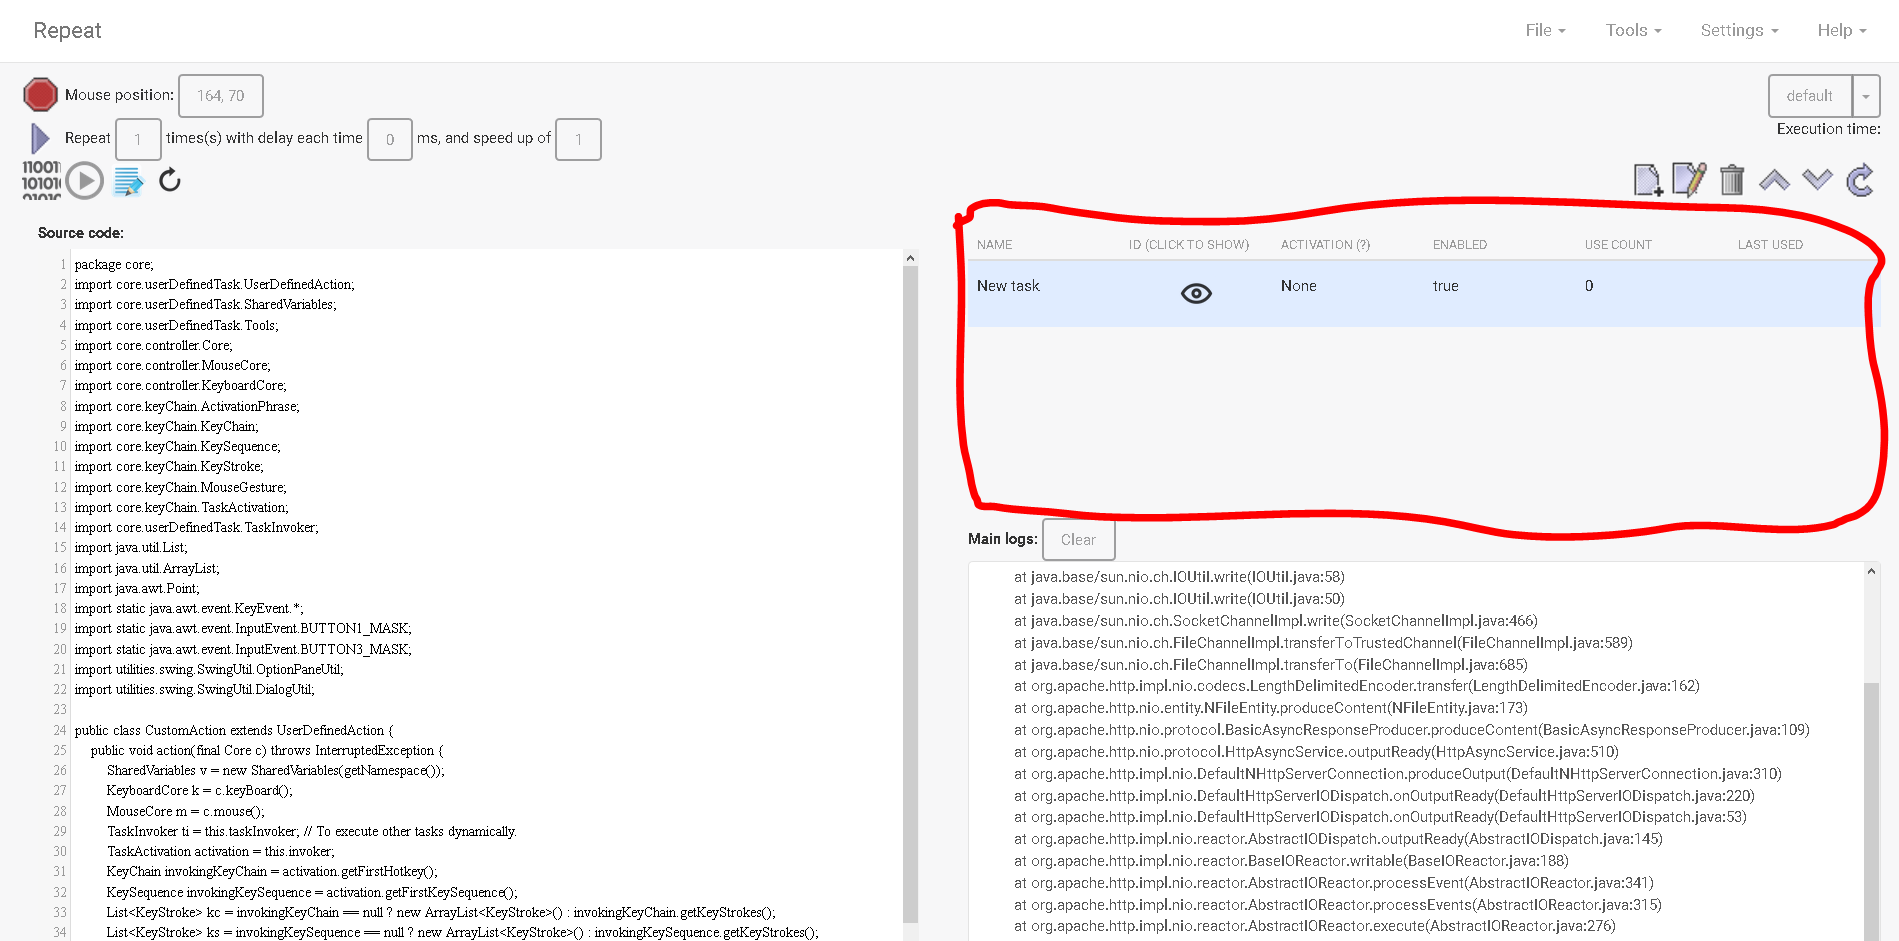 Repeat
File Tools Settings Help
Mouse position: 164, 70
default
Execution time:
Repeat 1 times(s) with delay each time 0 ms, and speed up of 1
11001
10101
Source code:
1 package core;
2 import core.userDefinedTask.UserDefinedAction;
3 import core.userDefinedTask.SharedVariables;
4 import core.userDefinedTask.Tools;
5 import core.controller.Core;
6 import core.controller.MouseCore;
7 import core.controller.KeyboardCore;
8 import core.keyChain.ActivationPhrase;
9 import core.keyChain.KeyChain;
10 import core.keyChain.KeySequence;
11 import core.keyChain.KeyStroke;
12 import core.keyChain.MouseGesture;
13 import core.keyChain.TaskActivation;
14 import core.userDefinedTask.TaskInvoker;
15 import java.util.List;
16 import java.util.ArrayList;
17 import java.awt.Point;
18 import static java.awt.event.KeyEvent.*;
19 import static java.awt.event.InputEvent.BUTTON1_MASK;
20 import static java.awt.event.InputEvent.BUTTON3_MASK;
21 import utilities.swing.SwingUtil.OptionPaneUtil;
22 import utilities.swing.SwingUtil.DialogUtil;
23
24 public class CustomAction extends UserDefinedAction {
25 public void action(final Core c) throws InterruptedException {
26 SharedVariables v = new SharedVariables(getNamespace());
27 KeyboardCore k = c.keyBoard();
28 MouseCore m = c.mouse();
29 TaskInvoker ti = this.taskInvoker; // To execute other tasks dynamically.
30 TaskActivation activation = this.invoker;
31 KeyChain invokingKeyChain = activation.getFirstHotkey();
32 KeySequence invokingKeySequence = activation.getFirstKeySequence();
33 List<KeyStroke> kc = invokingKeyChain == null ? new ArrayList<KeyStroke>() : invokingKeyChain.getKeyStrokes();
34 List<KeyStroke> ks = invokingKeySequence == null ? new ArrayList<KeyStroke>() : invokingKeySequence.getKeyStrokes();
NAME ID (CLICK TO SHOW) ACTIVATION (?) ENABLED USE COUNT LAST USED
New task None true 0
Main logs: Clear
at java.base/sun.nio.ch.IOUtil.write(IOUtil.java:58)
at java.base/sun.nio.ch.IOUtil.write(IOUtil.java:50)
at java.base/sun.nio.ch.SocketChannelImpl.write(SocketChannelImpl.java:466)
at java.base/sun.nio.ch.FileChannelImpl.transferToTrustedChannel(FileChannelImpl.java:589)
at java.base/sun.nio.ch.FileChannelImpl.transferTo(FileChannelImpl.java:685)
at org.apache.http.impl.nio.codecs.LengthDelimitedEncoder.transfer(LengthDelimitedEncoder.java:162)
at org.apache.http.nio.entity.NFileEntity.produceContent(NFileEntity.java:173)
at org.apache.http.nio.protocol.BasicAsyncResponseProducer.produceContent(BasicAsyncResponseProducer.java:109)
at org.apache.http.nio.protocol.HttpAsyncService.outputReady(HttpAsyncService.java:510)
at org.apache.http.impl.nio.DefaultNHttpServerConnection.produceOutput(DefaultNHttpServerConnection.java:310)
at org.apache.http.impl.nio.DefaultHttpServerIODispatch.onOutputReady(DefaultHttpServerIODispatch.java:220)
at org.apache.http.impl.nio.DefaultHttpServerIODispatch.onOutputReady(DefaultHttpServerIODispatch.java:53)
at org.apache.http.impl.nio.reactor.AbstractIODispatch.outputReady(AbstractIODispatch.java:145)
at org.apache.http.impl.nio.reactor.BaseIOReactor.writable(BaseIOReactor.java:188)
at org.apache.http.impl.nio.reactor.AbstractIOReactor.processEvent(AbstractIOReactor.java:341)
at org.apache.http.impl.nio.reactor.AbstractIOReactor.processEvents(AbstractIOReactor.java:315)
at org.apache.http.impl.nio.reactor.AbstractIOReactor.execute(AbstractIOReactor.java:276)